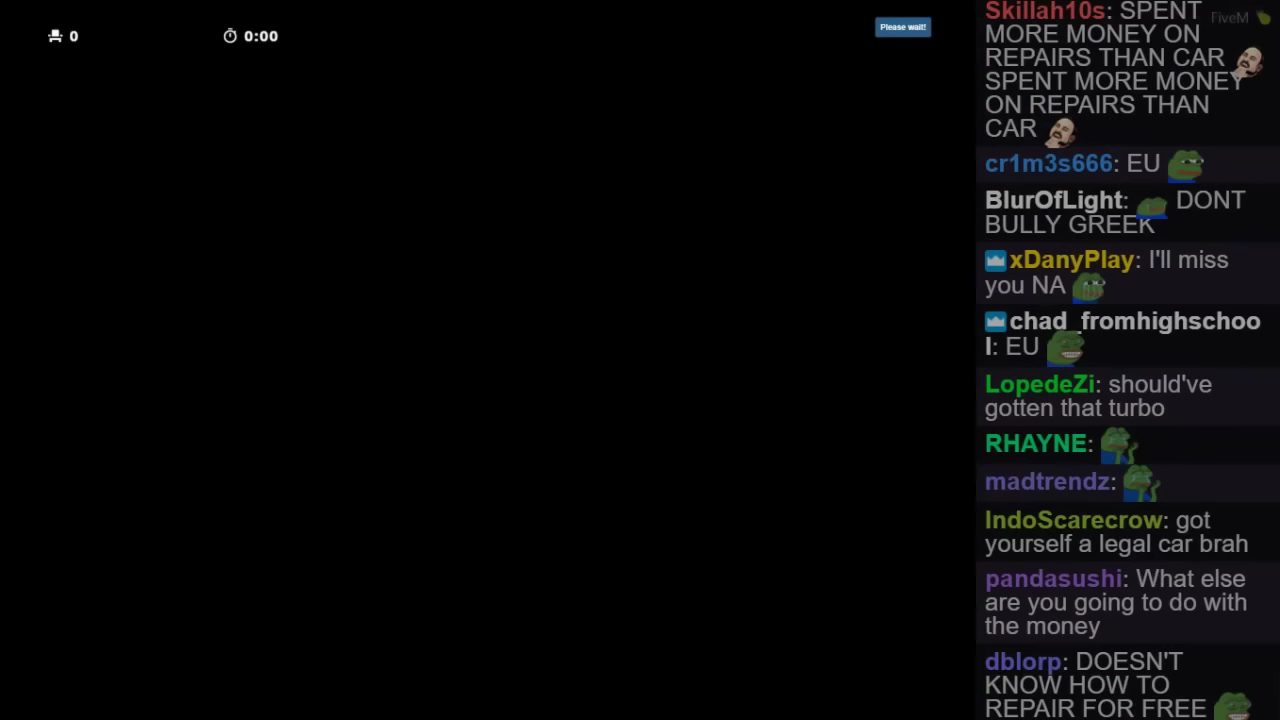 0
0:00
Please wait!
FiveM
Skillah10s: SPENT
MORE MONEY ON
REPAIRS THAN CAR
SPENT MORE MONEY
ON REPAIRS THAN
CAR
cr1m3s666: EU
BlurOfLight: DONT
BULLY GREEK
xDanyPlay: I'll miss
you NA
chad_fromhighschoo
l: EU
LopedeZi: should've
gotten that turbo
RHAYNE:
madtrendz:
IndoScarecrow: got
yourself a legal car brah
pandasushi: What else
are you going to do with
the money
dblorp: DOESN'T
KNOW HOW TO
REPAIR FOR FREE